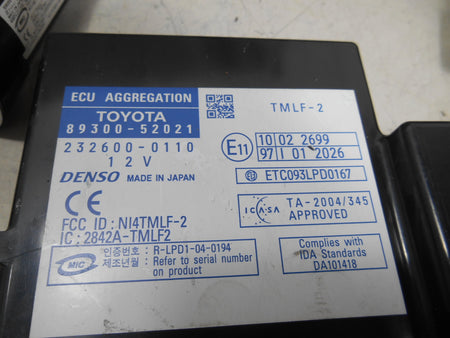 ECU AGGREGATION
TMLF-2
TOYOTA
89300-52021
232600-0110
12V
DENSO MADE IN JAPAN
E11
10 02 2699
97 I 01 2026
ETC093LPD0167
CE
FCC ID: NI4TMLF-2
IC: 2842A-TMLF2
ICASA
TA-2004/345
APPROVED
MIC
인증번호 : R-LPD1-04-0194
제조년월 : Refer to serial number
on product
Complies with
IDA Standards
DA101418